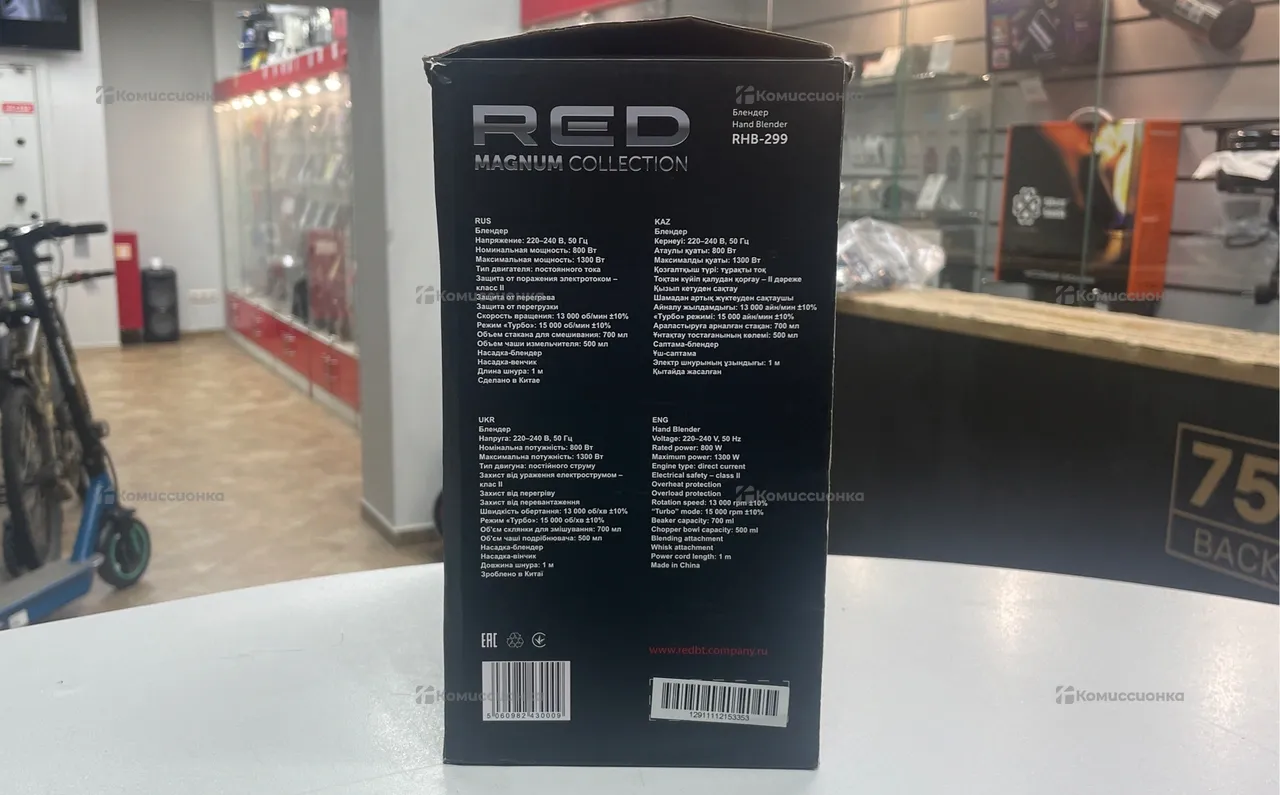 RED
MAGNUM COLLECTION
Блендер
Hand Blender
RHB-299
RUS
Блендер
Напряжение: 220–240 В, 50 Гц
Номинальная мощность: 800 Вт
Максимальная мощность: 1300 Вт
Тип двигателя: постоянного тока
Защита от поражения электротоком –
класс II
Защита от перегрева
Защита от перегрузки
Скорость вращения: 13 000 об/мин ±10%
Режим «Турбо»: 15 000 об/мин ±10%
Объем стакана для смешивания: 700 мл
Объем чаши измельчителя: 500 мл
Насадка-блендер
Насадка-венчик
Длина шнура: 1 м
Сделано в Китае
KAZ
Блендер
Кернеуі: 220–240 В, 50 Гц
Атаулы қуаты: 800 Вт
Максималды қуаты: 1300 Вт
Қозғалтқыш түрі: тұрақты тоқ
Тоқтан күйіп қалудан қорғау – II дәреже
Қызып кетуден сақтау
Шамадан артық жүктеуден сақтаушы
Айналу жылдамдығы: 13 000 айн/мин ±10%
«Турбо» режимі: 15 000 айн/мин ±10%
Араластыруға арналған стақан: 700 мл
Ұнтақтау тостағанының көлемі: 500 мл
Саптама-блендер
Ұш-саптама
Электр шнурының ұзындығы: 1 м
Қытайда жасалған
UKR
Блендер
Напруга: 220–240 В, 50 Гц
Номінальна потужність: 800 Вт
Максимальна потужність: 1300 Вт
Тип двигуна: постійного струму
Захист від ураження електрострумом –
клас II
Захист від перегріву
Захист від перевантаження
Швидкість обертання: 13 000 об/хв ±10%
Режим «Турбо»: 15 000 об/хв ±10%
Об'єм склянки для змішування: 700 мл
Об'єм чаші подрібнювача: 500 мл
Насадка-блендер
Насадка-вінчик
Довжина шнура: 1 м
Зроблено в Китаї
ENG
Hand Blender
Voltage: 220–240 V, 50 Hz
Rated power: 800 W
Maximum power: 1300 W
Engine type: direct current
Electrical safety – class II
Overheat protection
Overload protection
Rotation speed: 13 000 rpm ±10%
"Turbo" mode: 15 000 rpm ±10%
Beaker capacity: 700 ml
Chopper bowl capacity: 500 ml
Blending attachment
Whisk attachment
Power cord length: 1 m
Made in China
EAC
www.redht.company.ru
5 060982 430009
12911112153353
75
BACK
Комиссионка
Комиссионка
Комиссионка
Комиссионка
Комиссионка
Комиссионка
Комиссионка
Комиссионка